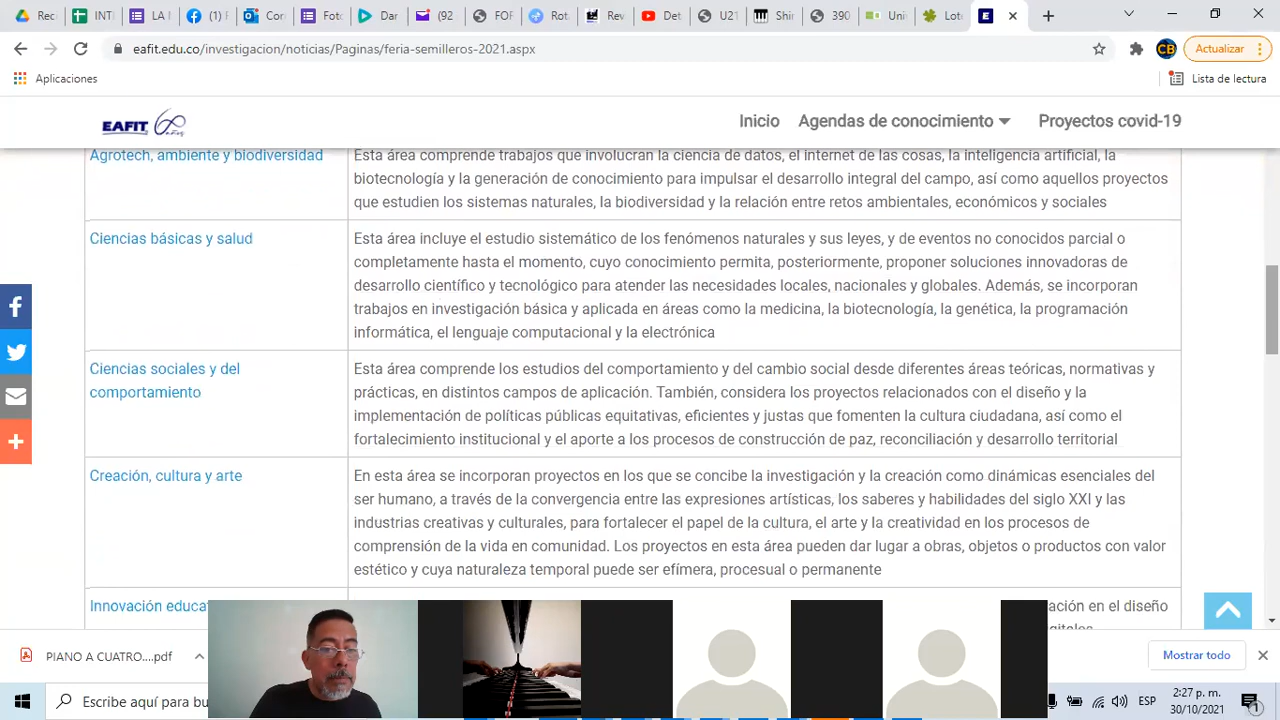 (92
(1) F
Cor
Fot
Dar
FOF
Rev
Det
U21
Shir
390
Uni
Lot
eafit.edu.co/investigacion/noticias/Paginas/feria-semilleros-2021.aspx
CB
Actualizar
Aplicaciones
Lista de lectura
EAFIT
Inicio
Agendas de conocimiento
Proyectos covid-19
Agrotech, ambiente y biodiversidad
Esta área comprende trabajos que involucran la ciencia de datos, el internet de las cosas, la inteligencia artificial, la
biotecnología y la generación de conocimiento para impulsar el desarrollo integral del campo, así como aquellos proyectos
que estudien los sistemas naturales, la biodiversidad y la relación entre retos ambientales, económicos y sociales
Ciencias básicas y salud
Esta área incluye el estudio sistemático de los fenómenos naturales y sus leyes, y de eventos no conocidos parcial o
completamente hasta el momento, cuyo conocimiento permita, posteriormente, proponer soluciones innovadoras de
desarrollo científico y tecnológico para atender las necesidades locales, nacionales y globales. Además, se incorporan
trabajos en investigación básica y aplicada en áreas como la medicina, la biotecnología, la genética, la programación
informática, el lenguaje computacional y la electrónica
Ciencias sociales y del
comportamiento
Esta área comprende los estudios del comportamiento y del cambio social desde diferentes áreas teóricas, normativas y
prácticas, en distintos campos de aplicación. También, considera los proyectos relacionados con el diseño y la
implementación de políticas públicas equitativas, eficientes y justas que fomenten la cultura ciudadana, así como el
fortalecimiento institucional y el aporte a los procesos de construcción de paz, reconciliación y desarrollo territorial
Creación, cultura y arte
En esta área se incorporan proyectos en los que se concibe la investigación y la creación como dinámicas esenciales del
ser humano, a través de la convergencia entre las expresiones artísticas, los saberes y habilidades del siglo XXI y las
industrias creativas y culturales, para fortalecer el papel de la cultura, el arte y la creatividad en los procesos de
comprensión de la vida en comunidad. Los proyectos en esta área pueden dar lugar a obras, objetos o productos con valor
estético y cuya naturaleza temporal puede ser efímera, procesual o permanente
Innovación educa
ación en el diseño
PIANO A CUATRO....pdf
Mostrar todo
Escribe aquí para bu
ESP
2:27 p. m.
30/10/2021
1